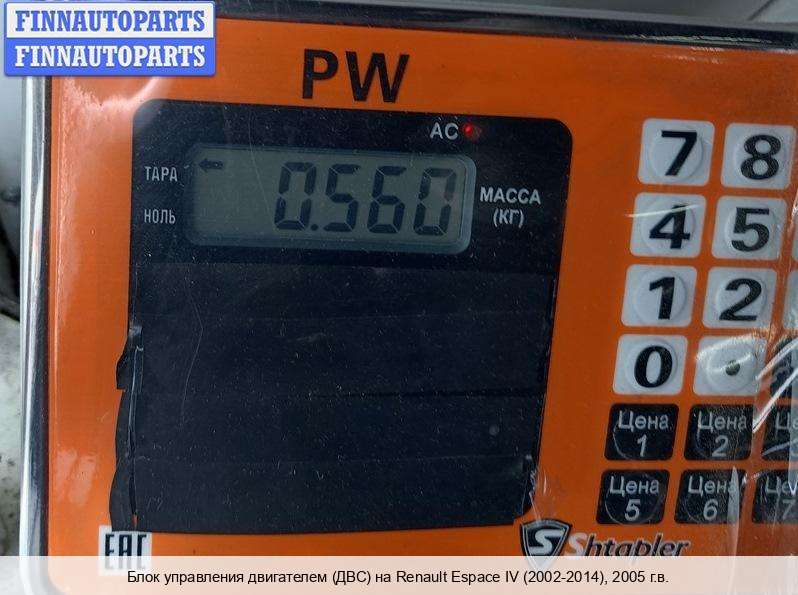 FINNAUTOPARTS
FINNAUTOPARTS
PW
AC
ТАРА
0.560
МАССА
(КГ)
НОЛЬ
7 8
4 5
1 2
0 .
Цена 1
Цена 2
Цена 5
Цена 6
7
EAC
S Shtapler
Блок управления двигателем (ДВС) на Renault Espace IV (2002-2014), 2005 г.в.